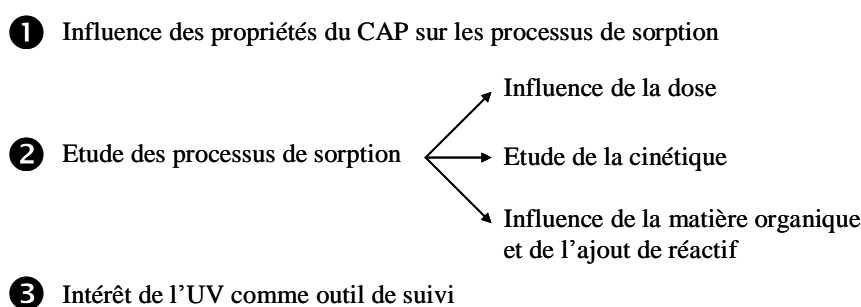 ❶ Influence des propriétés du CAP sur les processus de sorption
Influence de la dose
❷ Etude des processus de sorption
Etude de la cinétique
Influence de la matière organique
et de l'ajout de réactif
❸ Intérêt de l'UV comme outil de suivi